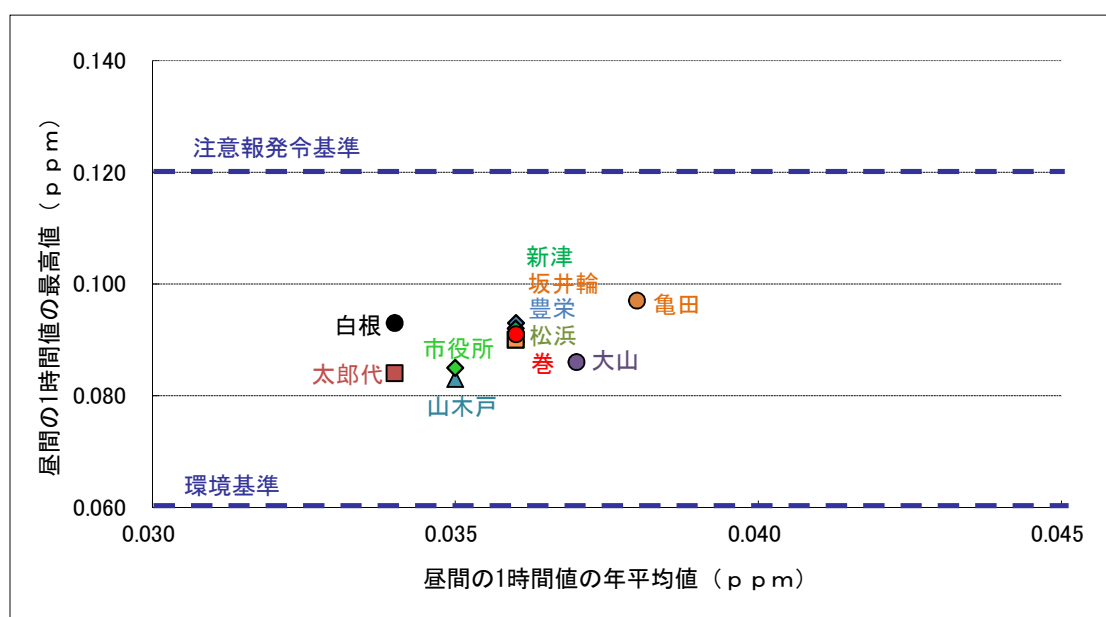 0.140
注意報発令基準
0.120
新津
坂井輪
0.100
豊栄
亀田
白根
松浜
市役所
巻
大山
太郎代
0.080
山木戸
環境基準
0.060
0.030
0.035
0.040
0.045
昼間の1時間値の最高値（ｐｐｍ）
昼間の1時間値の年平均値（ｐｐｍ）